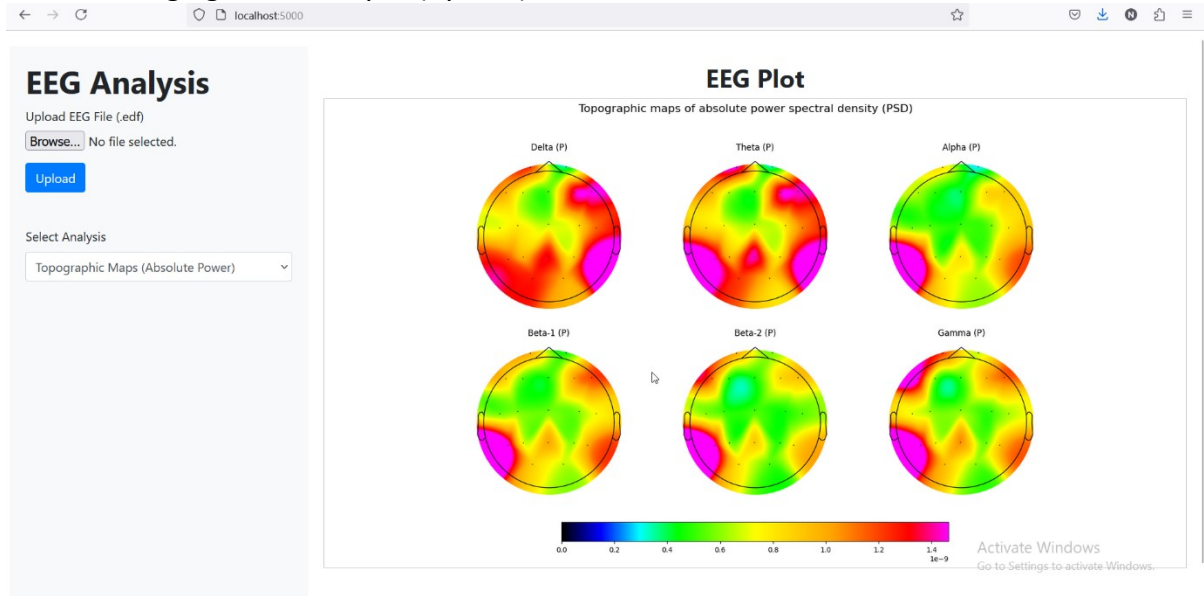 localhost:5000
EEG Analysis
Upload EEG File (.edf)
Browse... No file selected.
Upload
Select Analysis
Topographic Maps (Absolute Power)
EEG Plot
Topographic maps of absolute power spectral density (PSD)
Delta (P) Theta (P) Alpha (P)
Beta-1 (P) Beta-2 (P) Gamma (P)
0.0 0.2 0.4 0.6 0.8 1.0 1.2 1.4
1e-9
Activate Windows
Go to Settings to activate Windows.